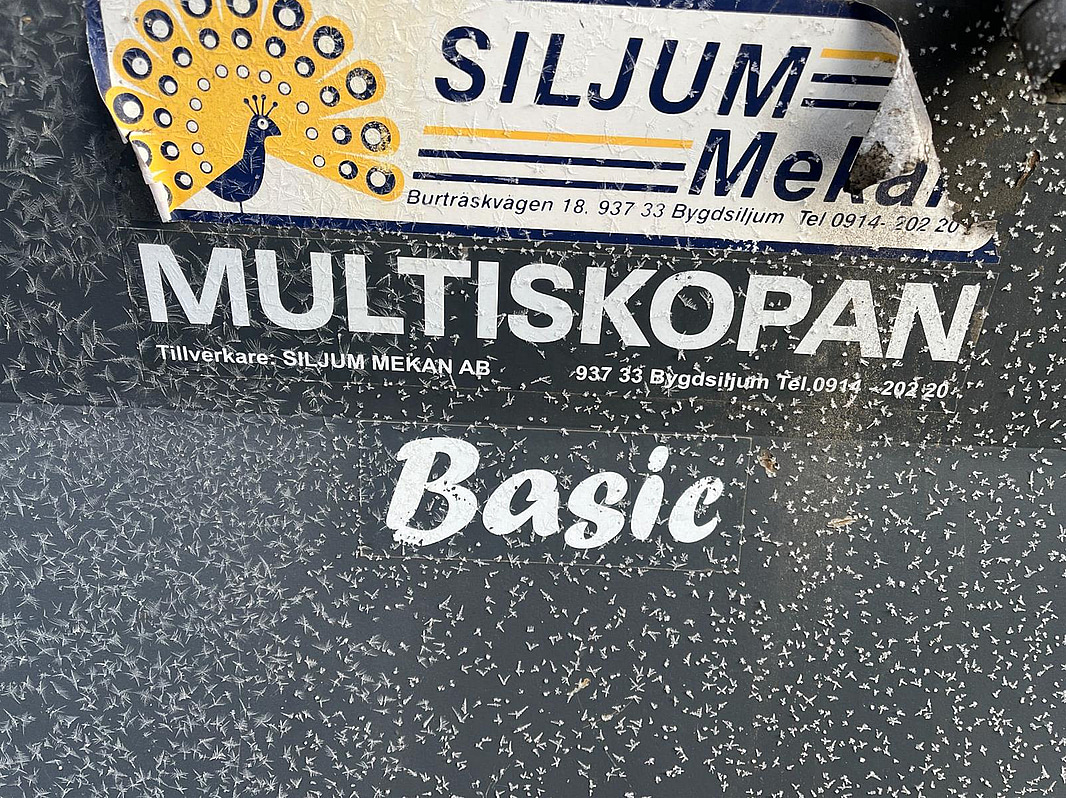 SILJUM
Mekan
Burträskvägen 18. 937 33 Bygdsiljum Tel 0914- 202 20
MULTISKOPAN
Tillverkare: SILJUM MEKAN AB 937 33 Bygdsiljum Tel.0914 - 202 20
Basic